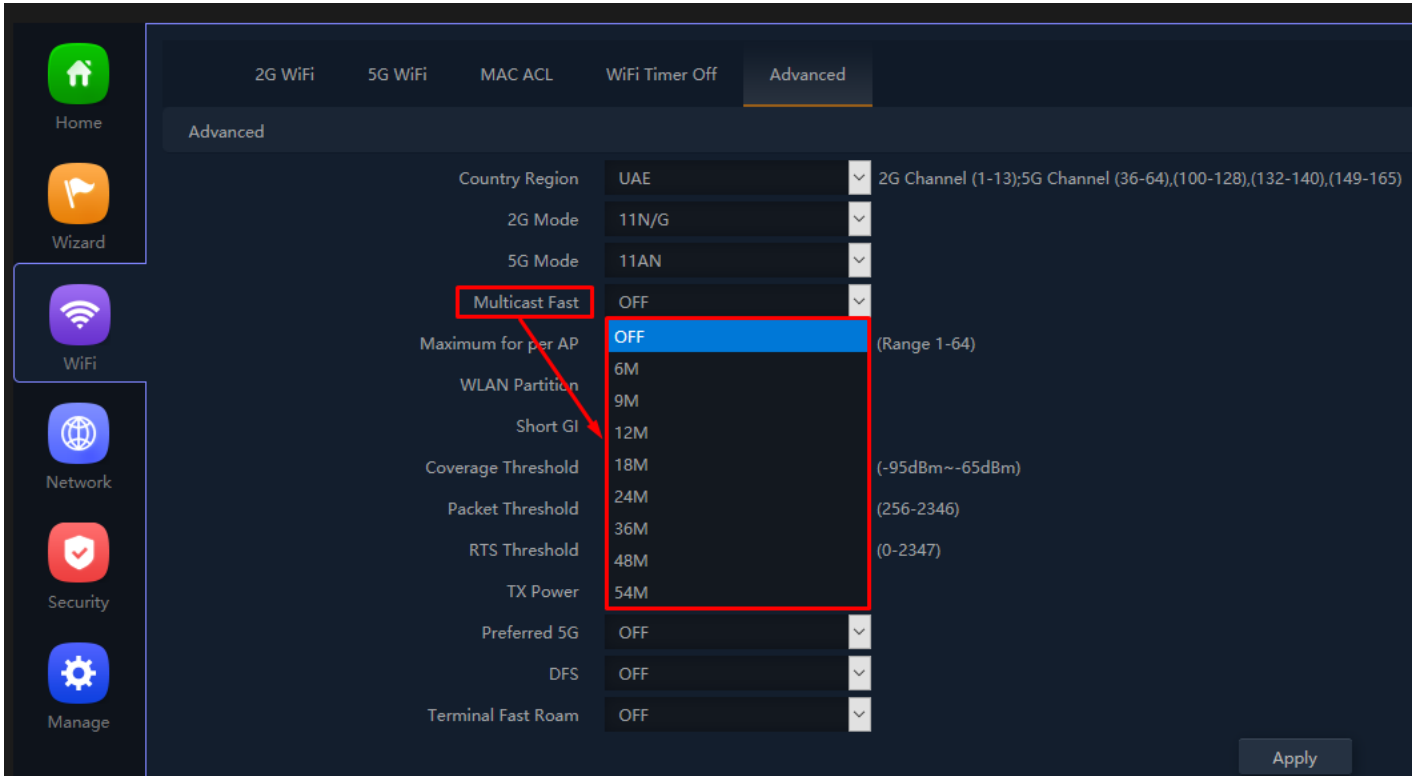 2G WiFi 5G WiFi MAC ACL WiFi Timer Off Advanced
Home
Advanced
Country Region UAE 2G Channel (1-13);5G Channel (36-64),(100-128),(132-140),(149-165)
2G Mode 11N/G
Wizard
5G Mode 11AN
Multicast Fast OFF
OFF
Maximum for per AP (Range 1-64)
WiFi
6M
WLAN Partition
9M
Short GI
12M
Coverage Threshold (-95dBm~-65dBm)
18M
Network
24M
Packet Threshold (256-2346)
36M
RTS Threshold (0-2347)
48M
TX Power
54M
Security
Preferred 5G OFF
DFS OFF
Terminal Fast Roam OFF
Manage
Apply